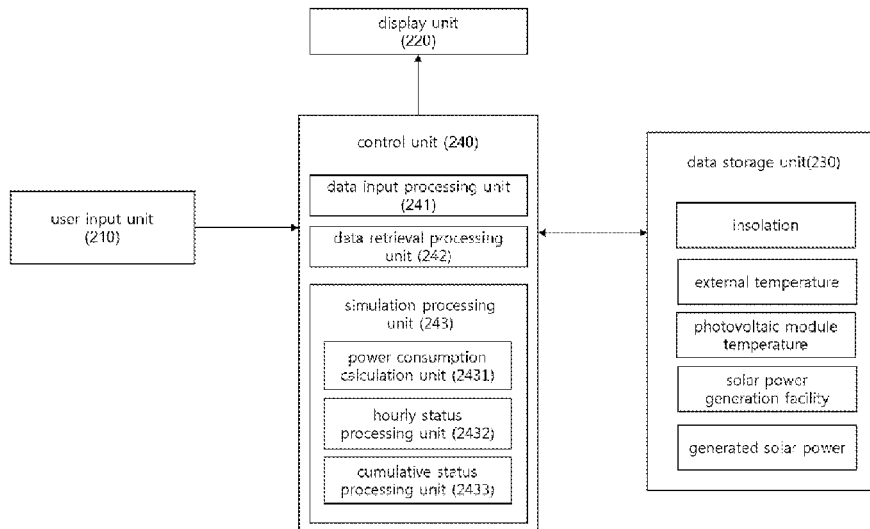 display unit
(220)
control unit (240)
data input processing unit
(241)
data retrieval processing
unit (242)
simulation processing
unit (243)
power consumption
calculation unit (2431)
hourly status
processing unit (2432)
cumulative status
processing unit (2433)
user input unit
(210)
data storage unit(230)
insolation
external temperature
photovoltaic module
temperature
solar power
generation facility
generated solar power